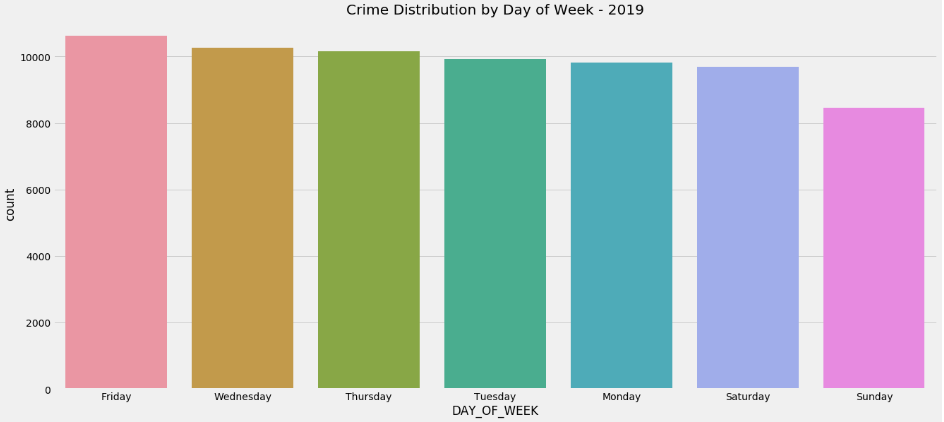 Crime Distribution by Day of Week - 2019
10000
8000
6000
4000
2000
0
count
Friday Wednesday Thursday Tuesday Monday Saturday Sunday
DAY_OF_WEEK